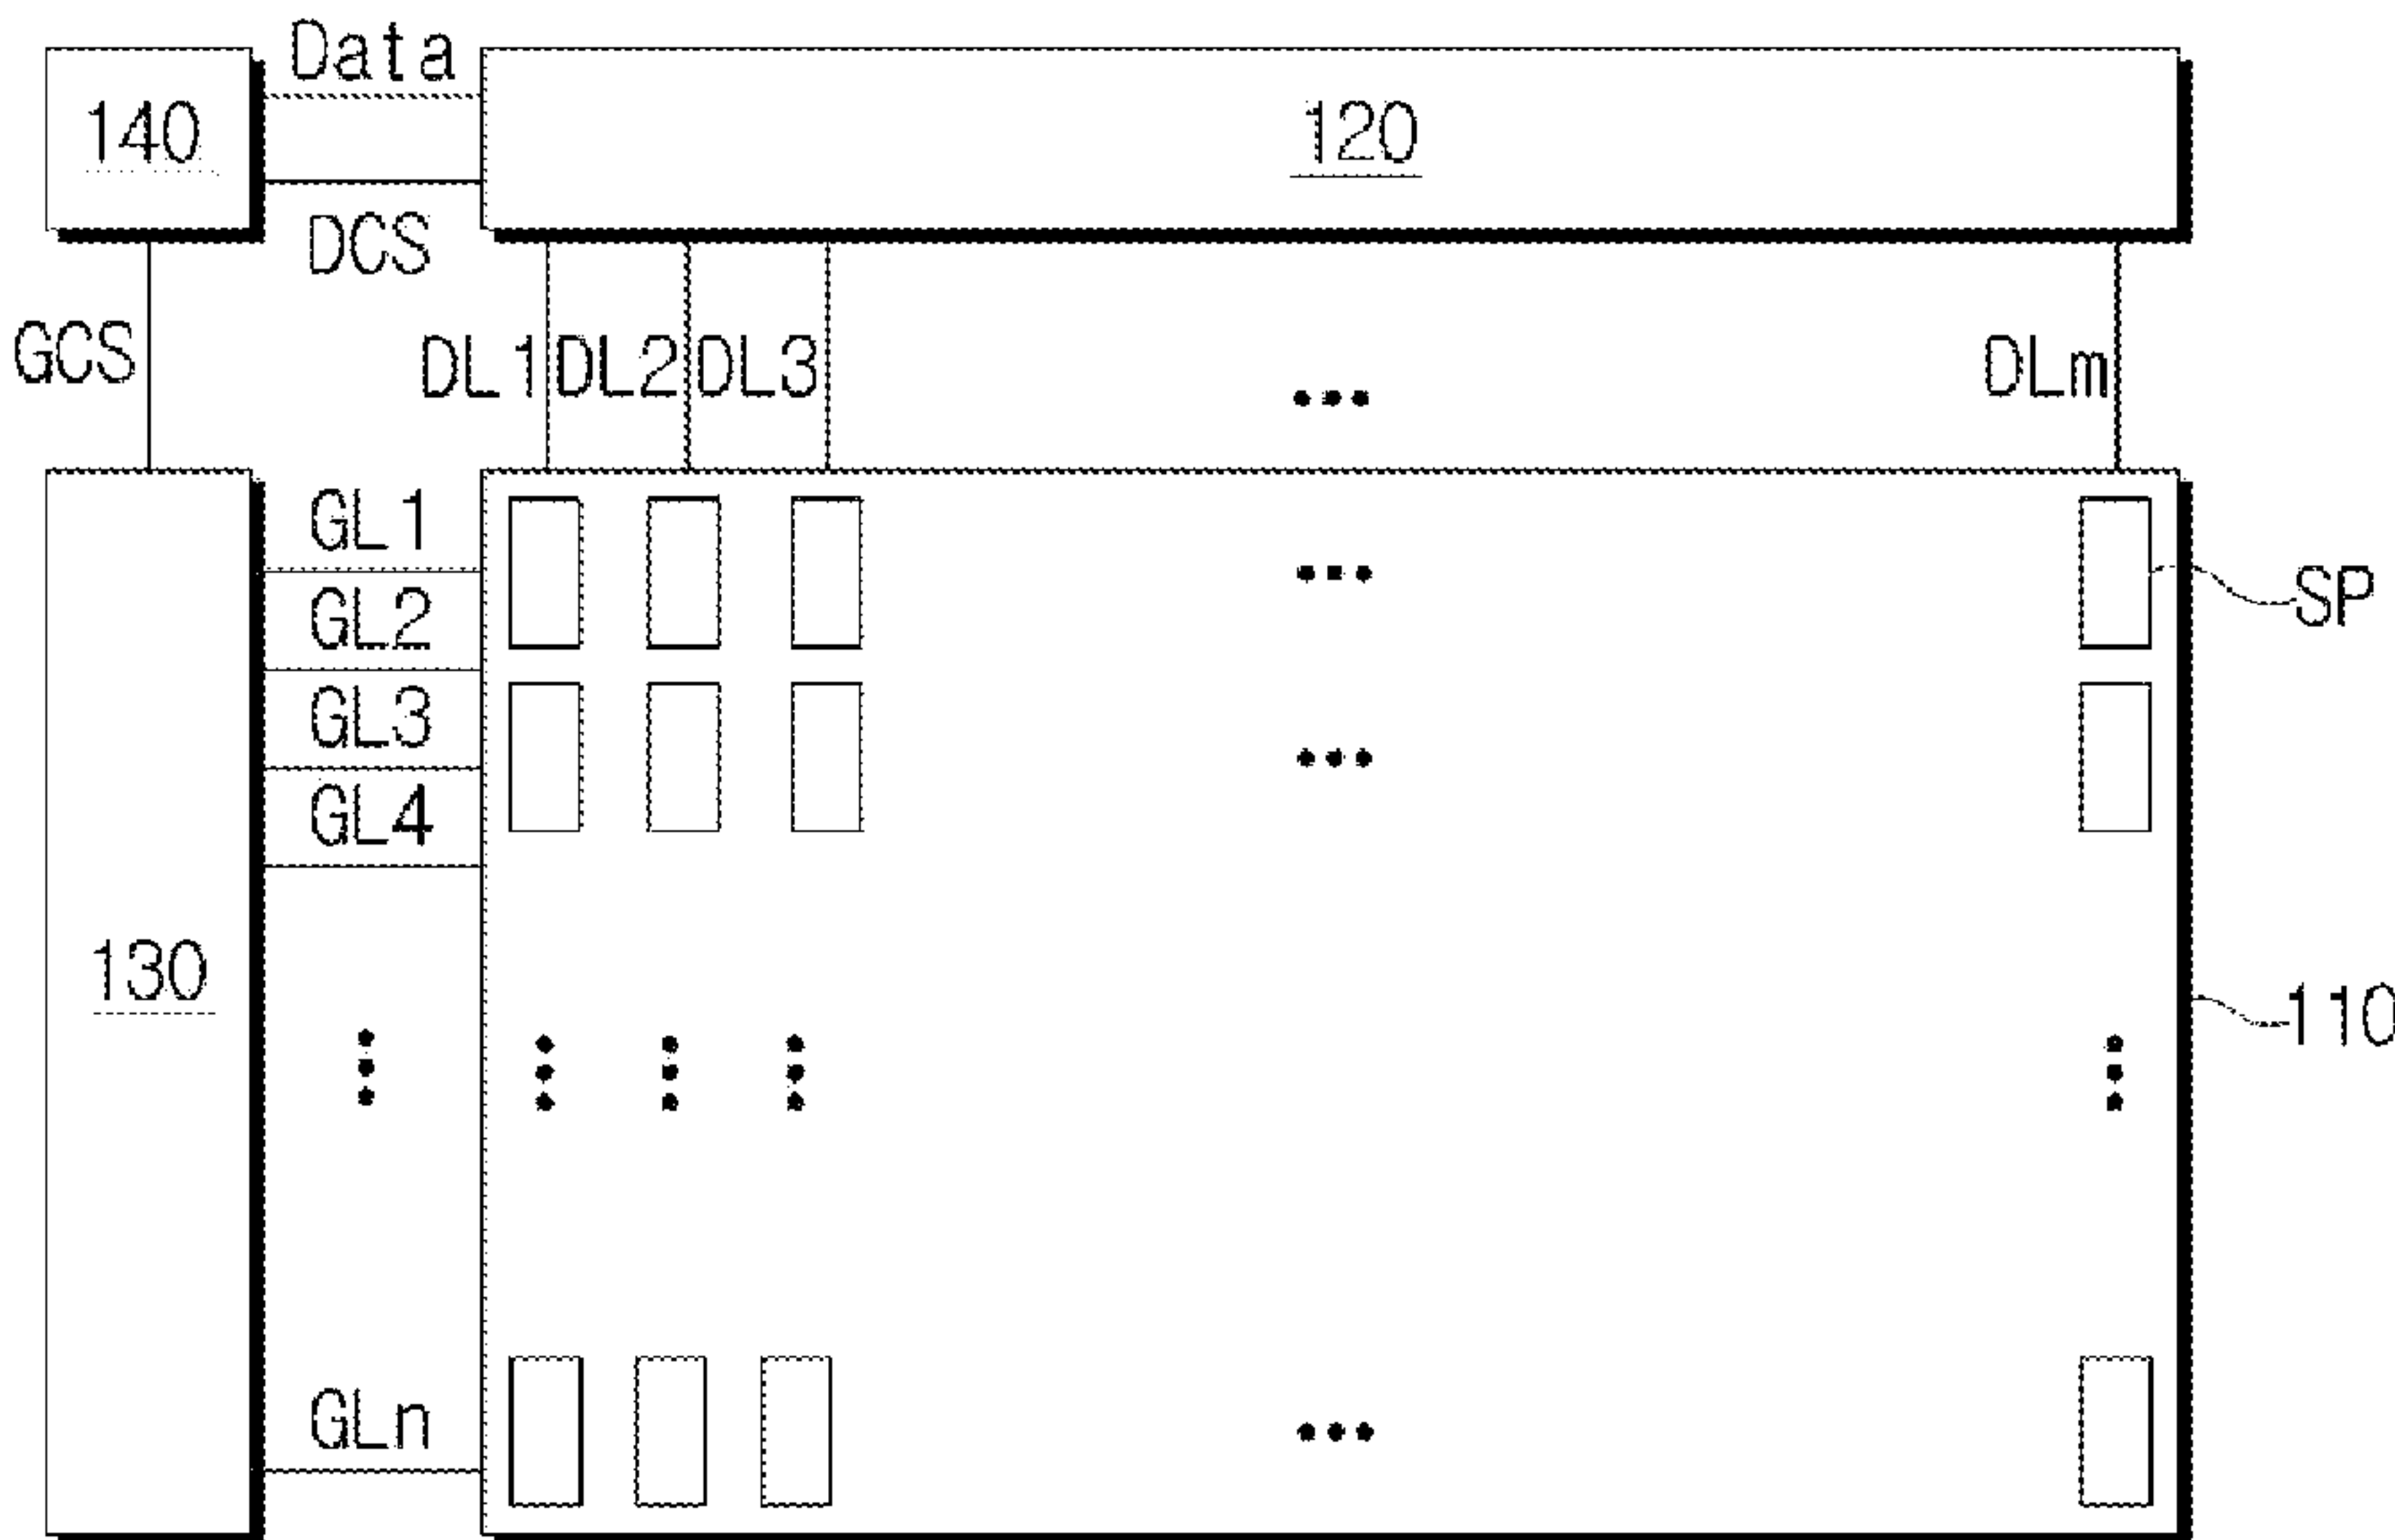 Data
140
120
DCS
GCS
DL1
DL2
DL3
DLm
GL1
GL2
SP
GL3
GL4
130
110
GLn